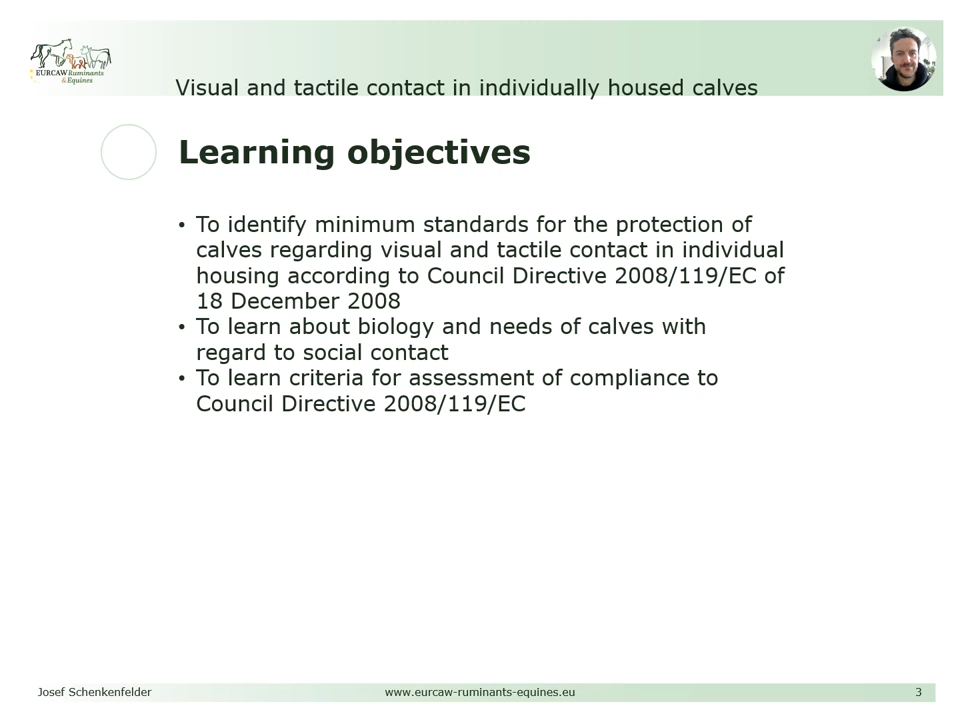 EURCAW Ruminants
& Equines
Visual and tactile contact in individually housed calves
Learning objectives
• To identify minimum standards for the protection of
calves regarding visual and tactile contact in individual
housing according to Council Directive 2008/119/EC of
18 December 2008
• To learn about biology and needs of calves with
regard to social contact
• To learn criteria for assessment of compliance to
Council Directive 2008/119/EC
Josef Schenkenfelder www.eurcaw-ruminants-equines.eu 3